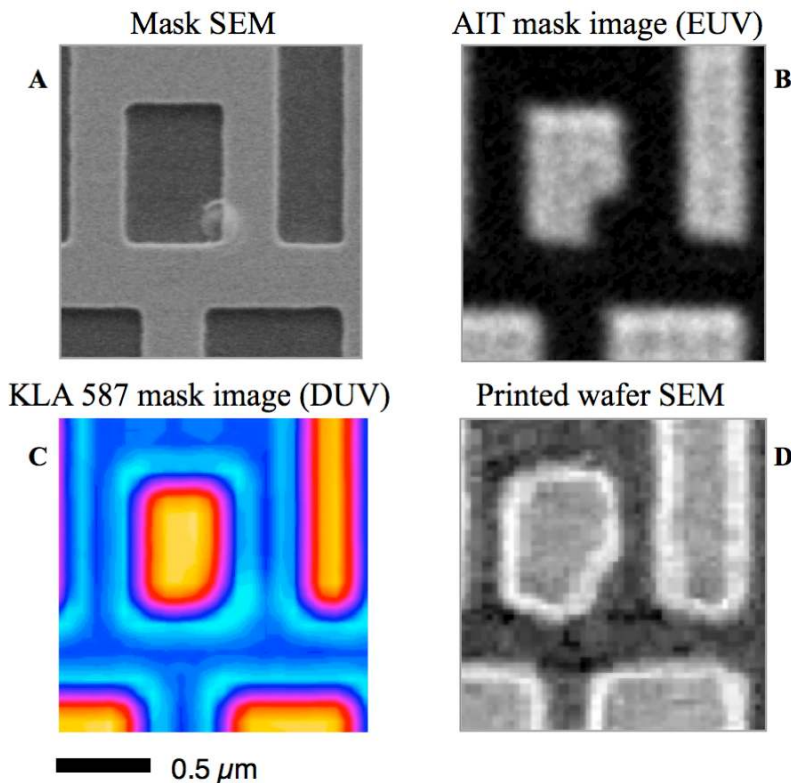 Mask SEM
AIT mask image (EUV)
A
B
KLA 587 mask image (DUV)
Printed wafer SEM
C
D
0.5 μm